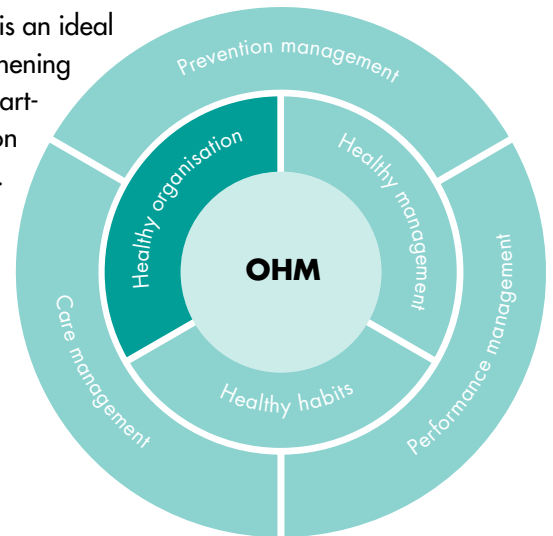 is an ideal
hening
art-
on
.
Prevention management
Healthy organisation
Healthy management
OHM
Care management
Healthy habits
Performance management